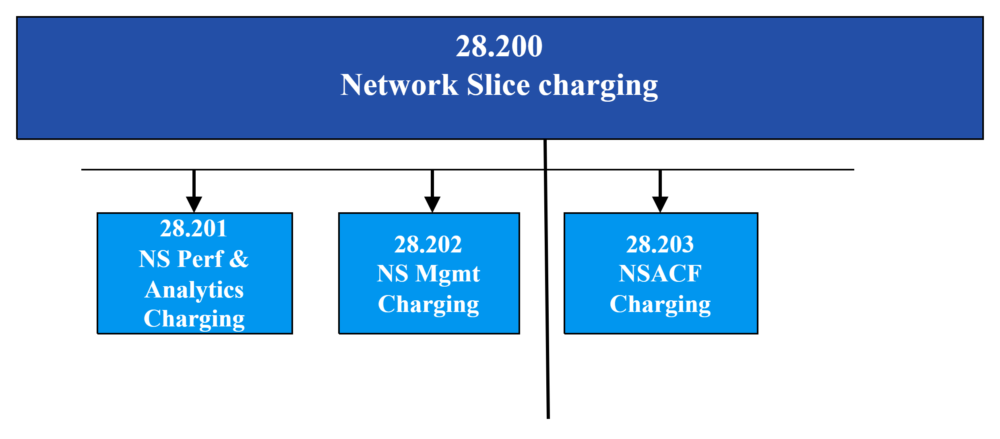 28.200
Network Slice charging
28.201
NS Perf &
Analytics
Charging
28.202
NS Mgmt
Charging
28.203
NSACF
Charging